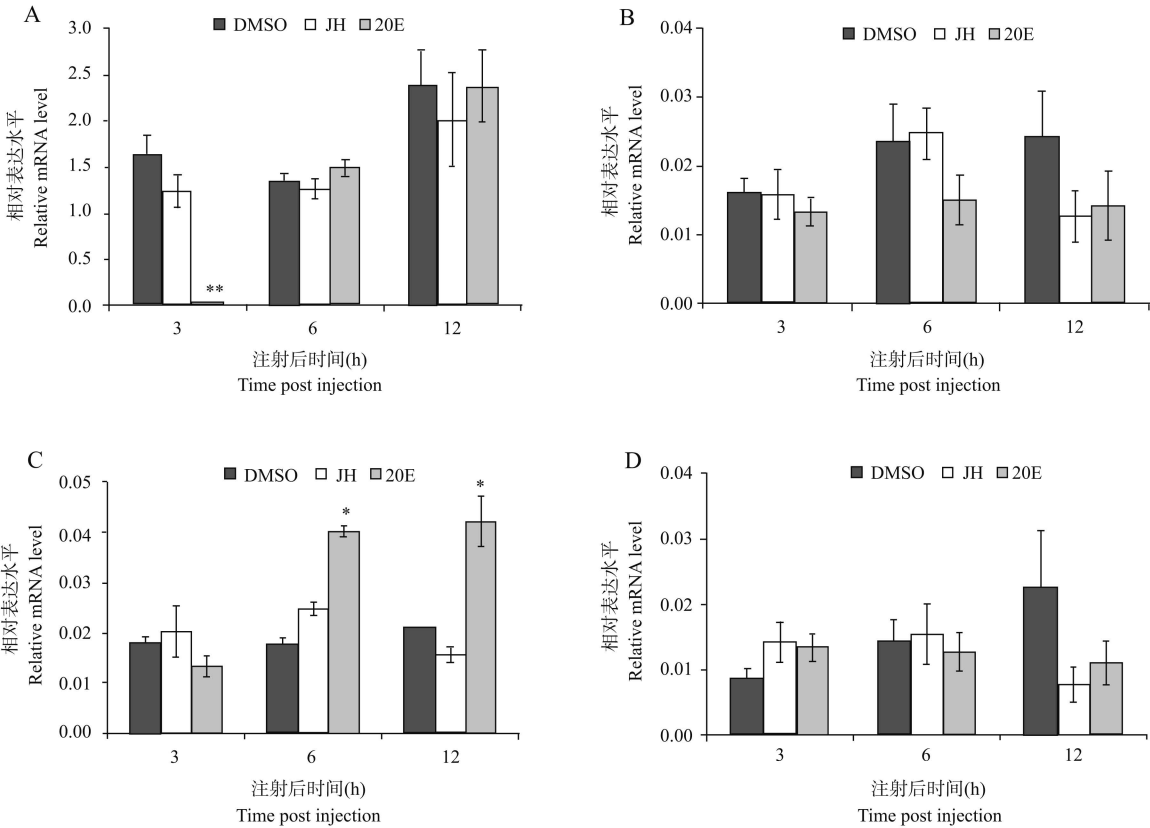 A
DMSO JH 20E
相对表达水平
Relative mRNA level
3.0
2.5
2.0
1.5
1.0
0.5
0.0
**
3 6 12
注射后时间(h)
Time post injection
B
DMSO JH 20E
相对表达水平
Relative mRNA level
0.04
0.03
0.02
0.01
0.00
3 6 12
注射后时间(h)
Time post injection
C
DMSO JH 20E
相对表达水平
Relative mRNA level
0.05
0.04
0.03
0.02
0.01
0.00
*
*
3 6 12
注射后时间(h)
Time post injection
D
DMSO JH 20E
相对表达水平
Relative mRNA level
0.04
0.03
0.02
0.01
0.00
3 6 12
注射后时间(h)
Time post injection